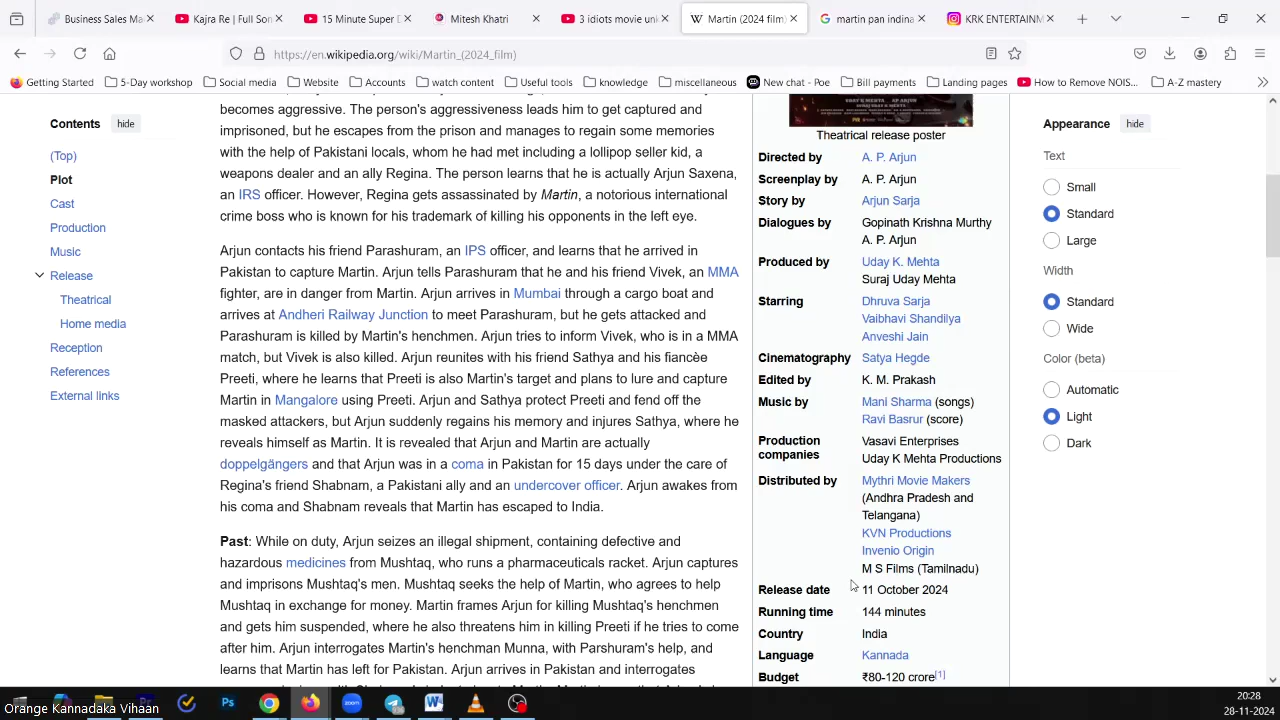 Business Sales Ma
Kajra Re | Full Son
15 Minute Super D
Mitesh Khatri
3 idiots movie unk
Martin (2024 film)
martin pan indina
KRK ENTERTAINM
https://en.wikipedia.org/wiki/Martin_(2024_film)
Getting Started
5-Day workshop
Social media
Website
Accounts
watch content
Useful tools
knowledge
miscellaneous
New chat - Poe
Bill payments
Landing pages
How to Remove NOIS...
A-Z mastery
Contents
hide
(Top)
Plot
Cast
Production
Music
Release
Theatrical
Home media
Reception
References
External links
imprisoned, but he escapes from the prison and manages to regain some memories
with the help of Pakistani locals, whom he had met including a lollipop seller kid, a
weapons dealer and an ally Regina. The person learns that he is actually Arjun Saxena,
an IRS officer. However, Regina gets assassinated by Martin, a notorious international
crime boss who is known for his trademark of killing his opponents in the left eye.
Arjun contacts his friend Parshuram, an IPS officer, and learns that he arrived in
Pakistan to capture Martin. Arjun tells Parshuram that he and his friend Vivek, an MMA
fighter, are in danger from Martin. Arjun arrives in Mumbai through a cargo boat and
arrives at Andheri Railway Junction to meet Parshuram, but he gets attacked and
Parashuram is killed by Martin's henchmen. Arjun tries to inform Vivek, who is in a MMA
match, but Vivek is also killed. Arjun reunites with his friend Sathya and his fiancèe
Preeti, where he learns that Preeti is also Martin's target and plans to lure and capture
Martin in Mangalore using Preeti. Arjun and Sathya protect Preeti and fend off the
masked attackers, but Arjun suddenly regains his memory and injures Sathya, where he
reveals himself as Martin. It is revealed that Arjun and Martin are actually
doppelgängers and that Arjun was in a coma in Pakistan for 15 days under the care of
Regina's friend Shabnam, a Pakistani ally and an undercover officer. Arjun awakes from
his coma and Shabnam reveals that Martin has escaped to India.
Past: While on duty, Arjun seizes an illegal shipment, containing defective and
hazardous medicines from Mushtaq, who runs a pharmaceuticals racket. Arjun captures
and imprisons Mushtaq's men. Mushtaq seeks the help of Martin, who agrees to help
Mushtaq in exchange for money. Martin frames Arjun for killing Mushtaq's henchmen
and gets him suspended, where he also threatens him in killing Preeti if he tries to come
after him. Arjun interrogates Martin's henchman Munna, with Parshuram's help, and
learns that Martin has left for Pakistan. Arjun arrives in Pakistan and interrogates
Theatrical release poster
Directed by A. P. Arjun
Screenplay by A. P. Arjun
Story by Arjun Sarja
Dialogues by Gopinath Krishna Murthy
A. P. Arjun
Produced by Uday K. Mehta
Suraj Uday Mehta
Starring Dhruva Sarja
Vaibhavi Shandilya
Anveshi Jain
Cinematography Satya Hegde
Edited by K. M. Prakash
Music by Mani Sharma (songs)
Ravi Basrur (score)
Production companies Vasavi Enterprises
Uday K Mehta Productions
Distributed by Mythri Movie Makers
(Andhra Pradesh and
Telangana)
KVN Productions
Invenio Origin
M S Films (Tamilnadu)
Release date 11 October 2024
Running time 144 minutes
Country India
Language Kannada
Budget ₹80-120 crore[1]
Appearance hide
Text
Small
Standard
Large
Width
Standard
Wide
Color (beta)
Automatic
Light
Dark
Orange Kannadaka Vihaan
20:28
28-11-2024